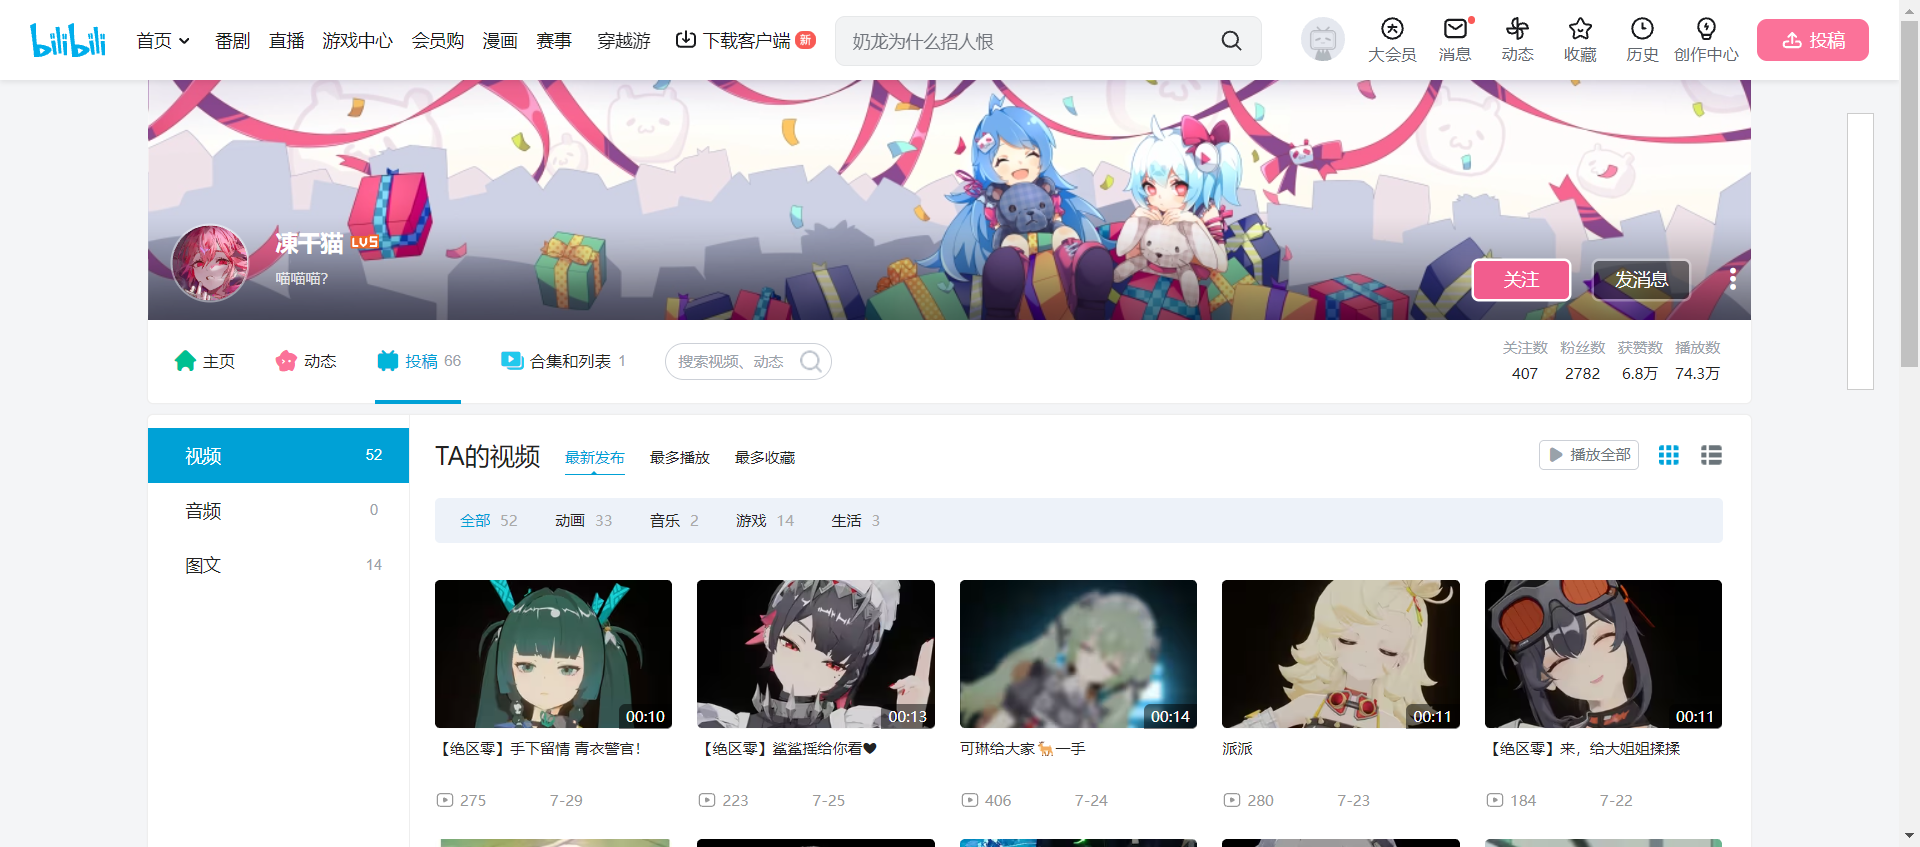 bilibili
首页 番剧 直播 游戏中心 会员购 漫画 赛事 穿越游 下载客户端 新
奶龙为什么招人恨
大会员 消息 动态 收藏 历史 创作中心 投稿
凍干猫 LV5
喵喵喵?
关注 发消息
主页 动态 投稿 66 合集和列表 1 搜索视频、动态
关注数 粉丝数 获赞数 播放数
407 2782 6.8万 74.3万
视频 52
音频 0
图文 14
TA的视频 最新发布 最多播放 最多收藏 播放全部
全部 52 动画 33 音乐 2 游戏 14 生活 3
00:10 00:13 00:14 00:11 00:11
【绝区零】手下留情 青衣警官!
【绝区零】鲨鲨摇给你看🖤
可琳给大家🐐一手
派派
【绝区零】来，给大姐姐揉揉
275 7-29 223 7-25 406 7-24 280 7-23 184 7-22